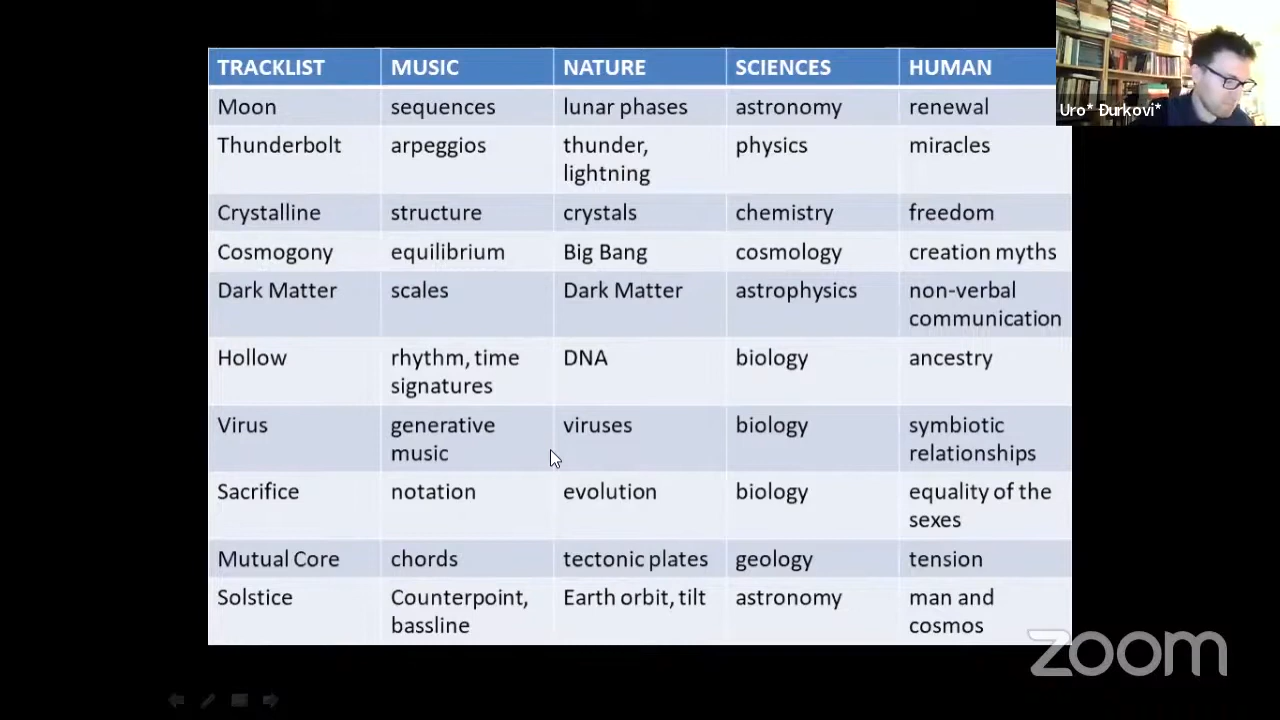 TRACKLIST MUSIC NATURE SCIENCES HUMAN
Moon sequences lunar phases astronomy renewal
Thunderbolt arpeggios thunder, lightning physics miracles
Crystalline structure crystals chemistry freedom
Cosmogony equilibrium Big Bang cosmology creation myths
Dark Matter scales Dark Matter astrophysics non-verbal communication
Hollow rhythm, time signatures DNA biology ancestry
Virus generative music viruses biology symbiotic relationships
Sacrifice notation evolution biology equality of the sexes
Mutual Core chords tectonic plates geology tension
Solstice Counterpoint, bassline Earth orbit, tilt astronomy man and cosmos
Uro* Đurkovi*
zoom